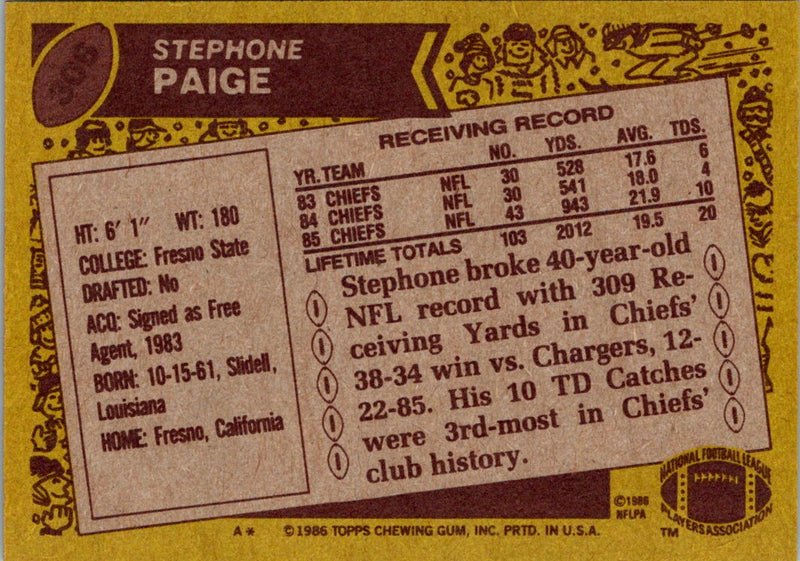 306
STEPHONE
PAIGE
RECEIVING RECORD
YR. TEAM NO. YDS. AVG. TDS.
83 CHIEFS NFL 30 528 17.6 6
84 CHIEFS NFL 30 541 18.0 4
85 CHIEFS NFL 43 943 21.9 10
LIFETIME TOTALS 103 2012 19.5 20
HT: 6' 1" WT: 180
COLLEGE: Fresno State
DRAFTED: No
ACQ: Signed as Free
Agent, 1983
BORN: 10-15-61, Slidell,
Louisiana
HOME: Fresno, California
Stephone broke 40-year-old
NFL record with 309 Re-
ceiving Yards in Chiefs'
38-34 win vs. Chargers, 12-
22-85. His 10 TD Catches
were 3rd-most in Chiefs'
club history.
©1986
NFLPA
NATIONAL FOOTBALL LEAGUE
PLAYERS ASSOCIATION
TM
A* ©1986 TOPPS CHEWING GUM, INC. PRTD. IN U.S.A.